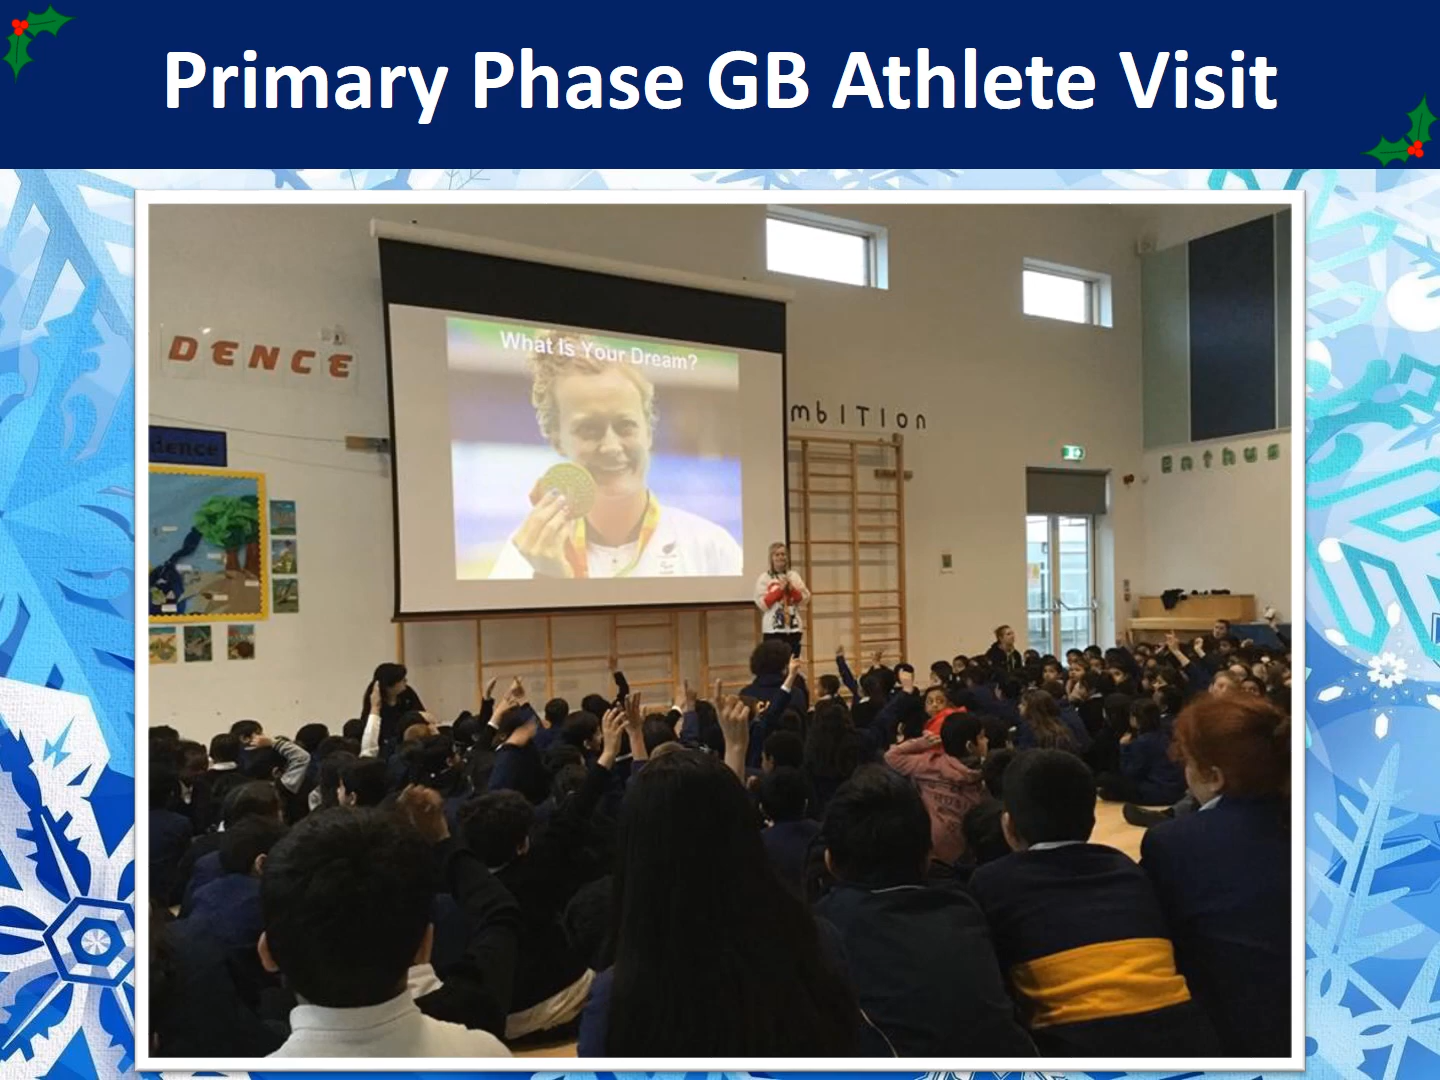 Primary Phase GB Athlete Visit
What Is Your Dream?
DENCE
dence
mbITIon
Enthus